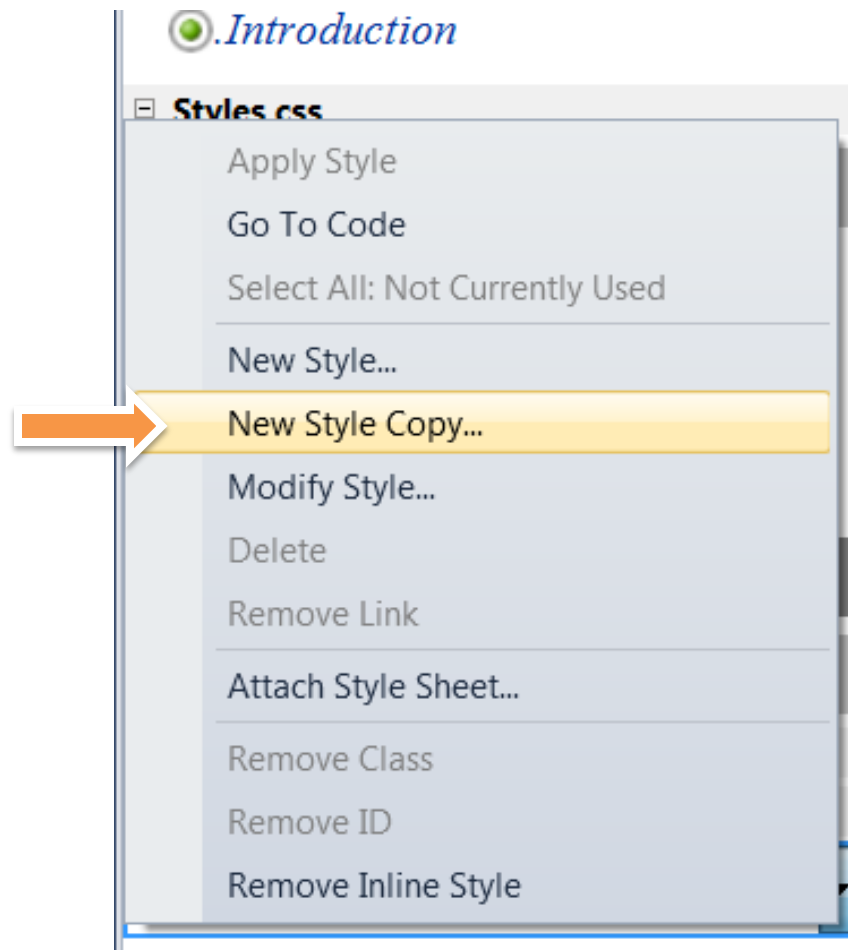 .Introduction
Styles.css
Apply Style
Go To Code
Select All: Not Currently Used
New Style...
New Style Copy...
Modify Style...
Delete
Remove Link
Attach Style Sheet...
Remove Class
Remove ID
Remove Inline Style